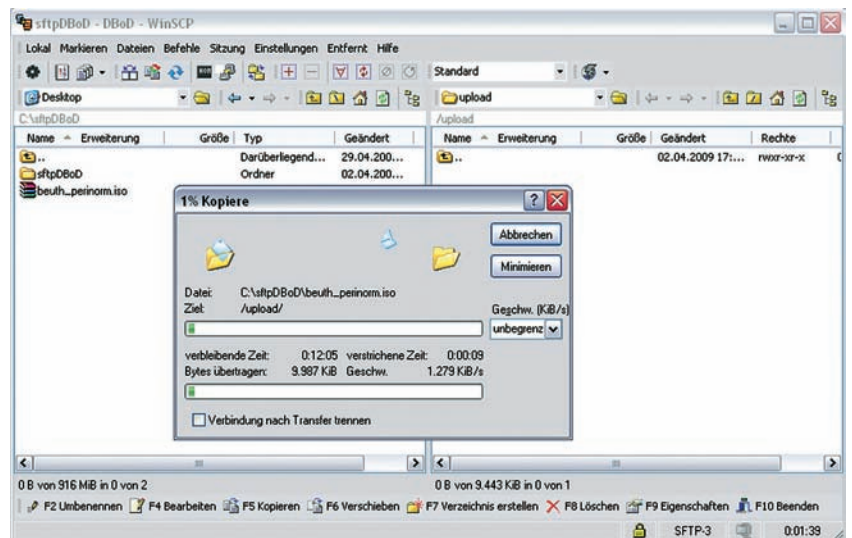 sftpDBoD - DBoD - WinSCP
Lokal Markieren Dateien Befehle Sitzung Einstellungen Entfernt Hilfe
Standard
Desktop
upload
C:\sftpDBoD
/upload
Name Erweiterung Größe Typ Geändert
Name Erweiterung Größe Geändert Rechte
.. Darüberliegend... 29.04.200...
.. 02.04.2009 17:... rwxr-xr-x
sftpDBoD Ordner 02.04.200...
beuth_perinorm.iso
1% Kopiere
Abbrechen
Minimieren
Datei: C:\sftpDBoD\beuth_perinorm.iso
Ziel: /upload/
Geschw. (KiB/s)
unbegrenz
verbleibende Zeit: 0:12:05 verstrichene Zeit: 0:00:09
Bytes übertragen: 9.987 KiB Geschw. 1.279 KiB/s
Verbindung nach Transfer trennen
0 B von 916 MiB in 0 von 2
0 B von 9.443 KiB in 0 von 1
F2 Umbenennen F4 Bearbeiten F5 Kopieren F6 Verschieben F7 Verzeichnis erstellen F8 Löschen F9 Eigenschaften F10 Beenden
SFTP-3 0:01:39